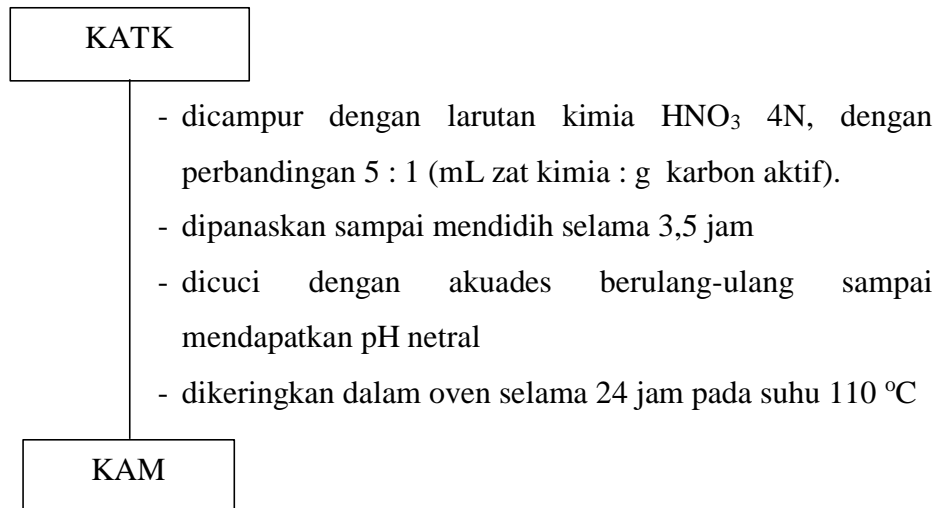 KATK
- dicampur dengan larutan kimia HNO₃ 4N, dengan
perbandingan 5 : 1 (mL zat kimia : g karbon aktif).
- dipanaskan sampai mendidih selama 3,5 jam
- dicuci dengan akuades berulang-ulang sampai
mendapatkan pH netral
- dikeringkan dalam oven selama 24 jam pada suhu 110 ºC
KAM